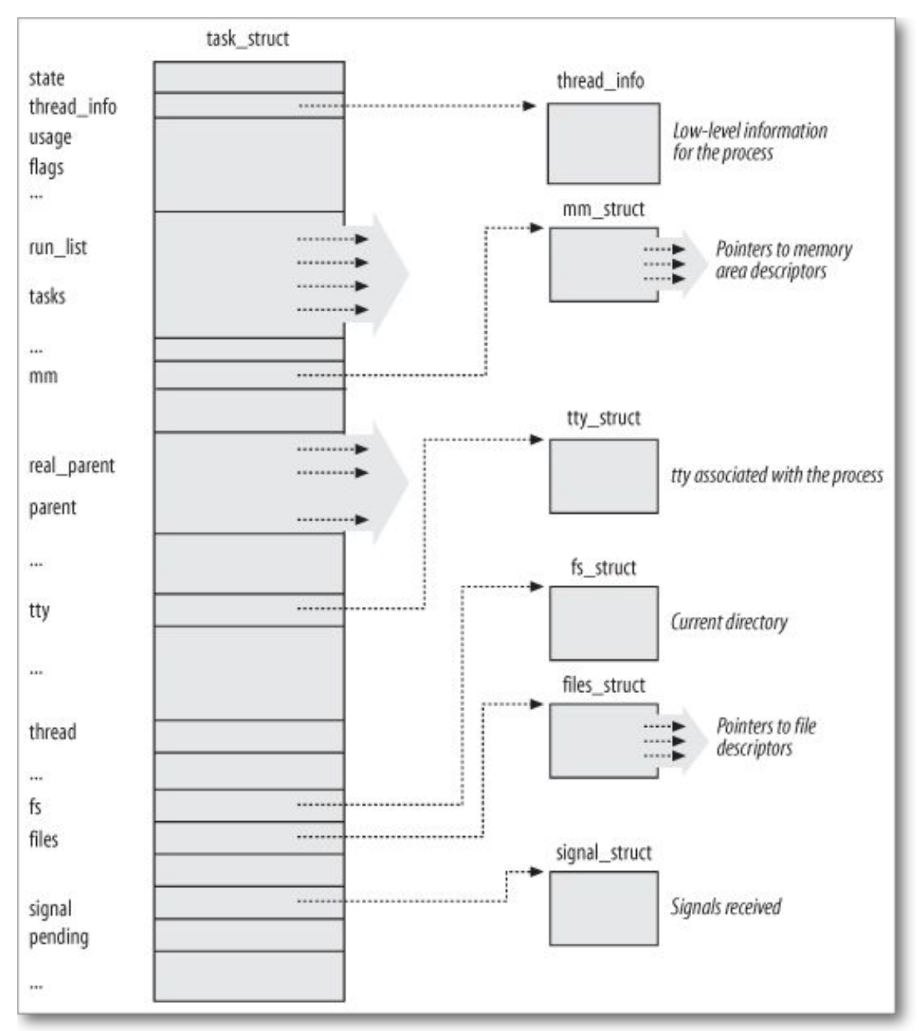 task_struct
state
thread_info
usage
flags
...
run_list
tasks
...
mm
real_parent
parent
...
tty
...
thread
...
fs
files
signal
pending
...
thread_info
Low-level information
for the process
mm_struct
Pointers to memory
area descriptors
tty_struct
tty associated with the process
fs_struct
Current directory
files_struct
Pointers to file
descriptors
signal_struct
Signals received